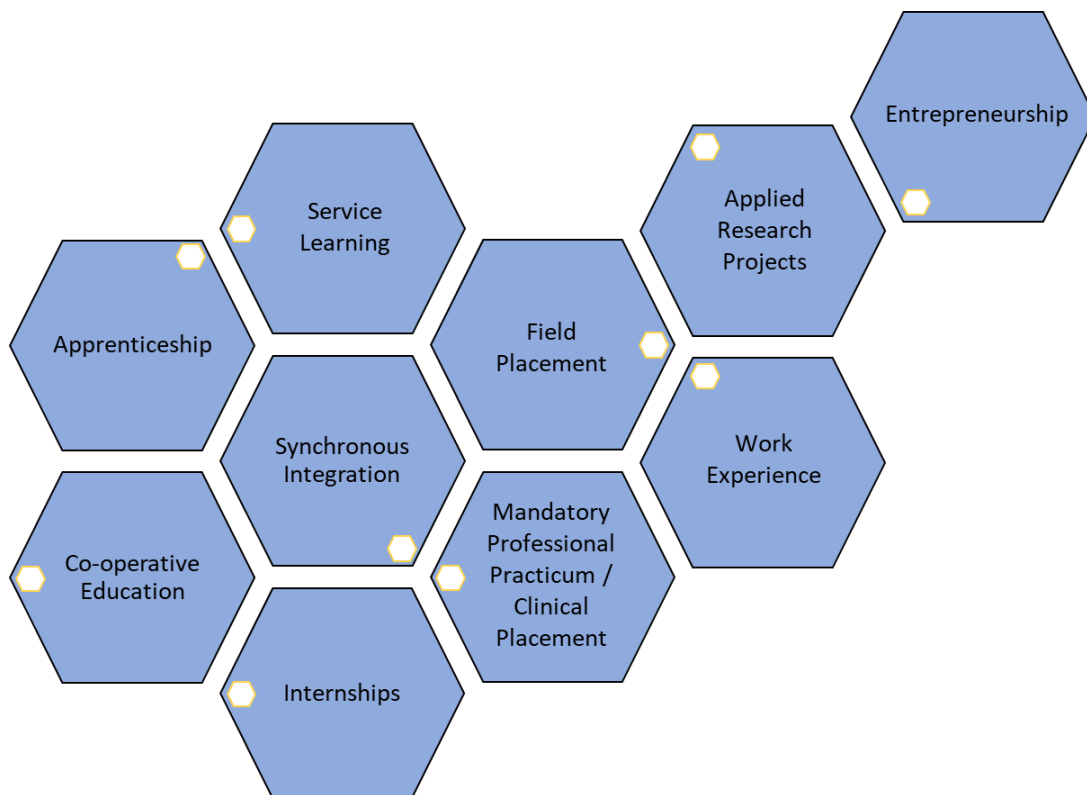 Entrepreneurship
Applied
Research
Projects
Service
Learning
Field
Placement
Apprenticeship
Work
Experience
Synchronous
Integration
Mandatory
Professional
Practicum /
Clinical
Placement
Co-operative
Education
Internships